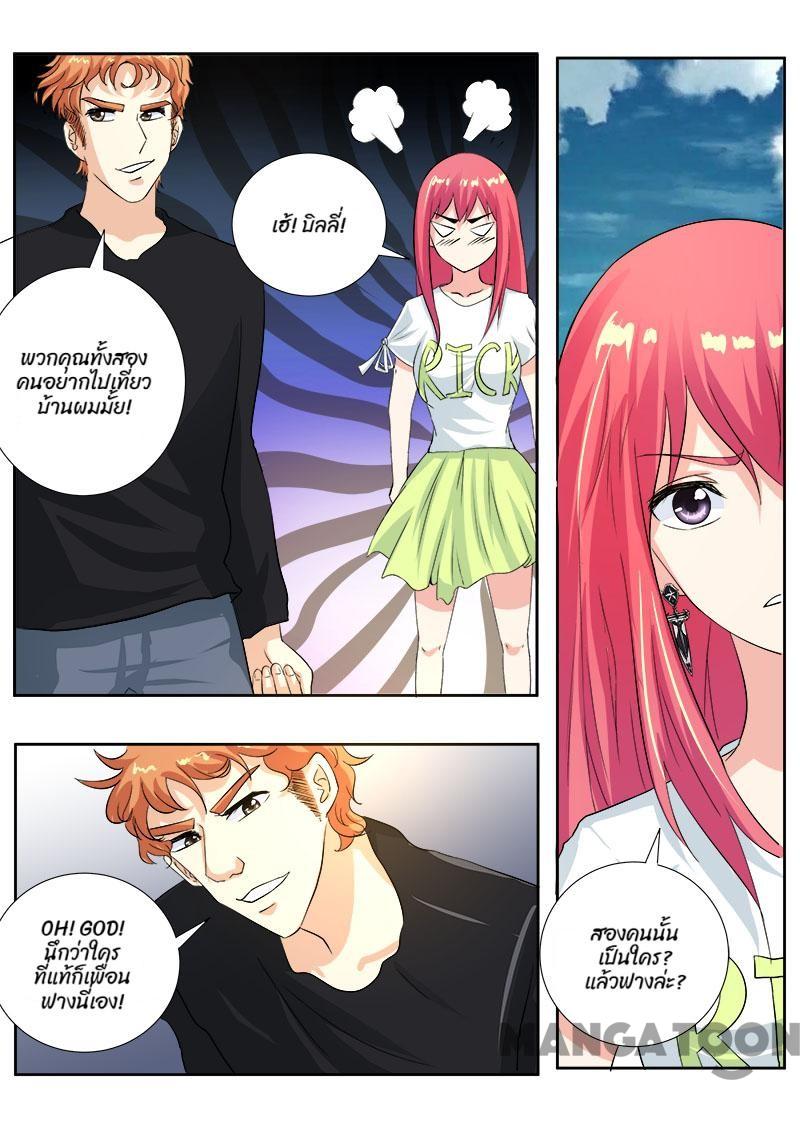 เฮ้! บิลลี่!
พวกคุณทั้งสอง
คนอยากไปเที่ยว
บ้านผมมั้ย!
RICK
สองคนนั้น
เป็นใคร?
แล้วฟางล่ะ?
OH! GOD!
นึกว่าใคร
ที่แท้ก็เพื่อน
ฟางนี่เอง!
MANGATOON